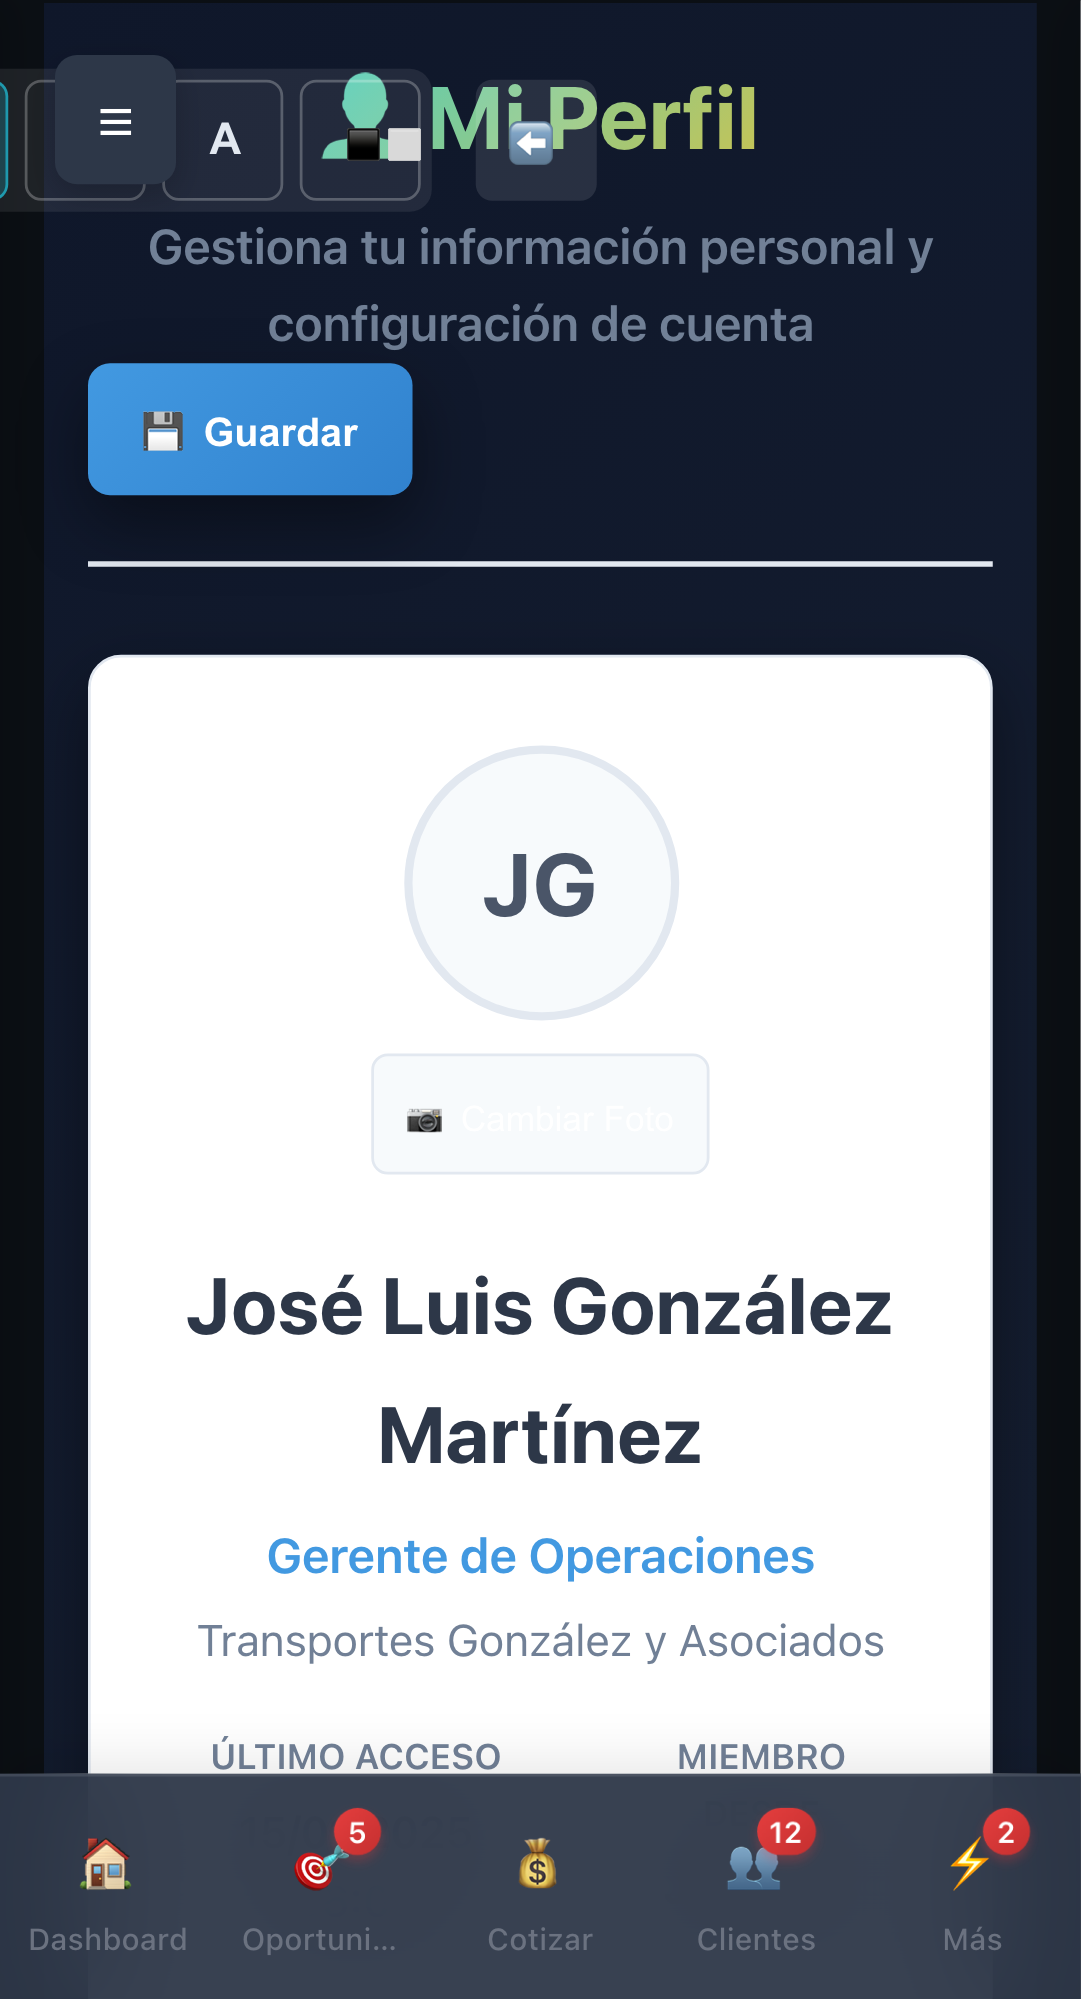 A
Mi Perfil
Gestiona tu información personal y
configuración de cuenta
Guardar
JG
Cambiar Foto
José Luis González
Martínez
Gerente de Operaciones
Transportes González y Asociados
ÚLTIMO ACCESO MIEMBRO
5 12 2
Dashboard Oportuni... Cotizar Clientes Más